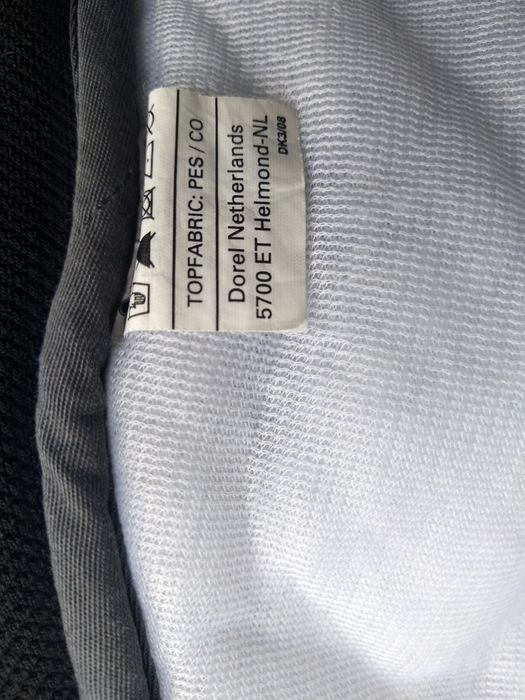 TOPFABRIC: PES / CO
Dorel Netherlands
5700 ET Helmond-NL
DK3/08